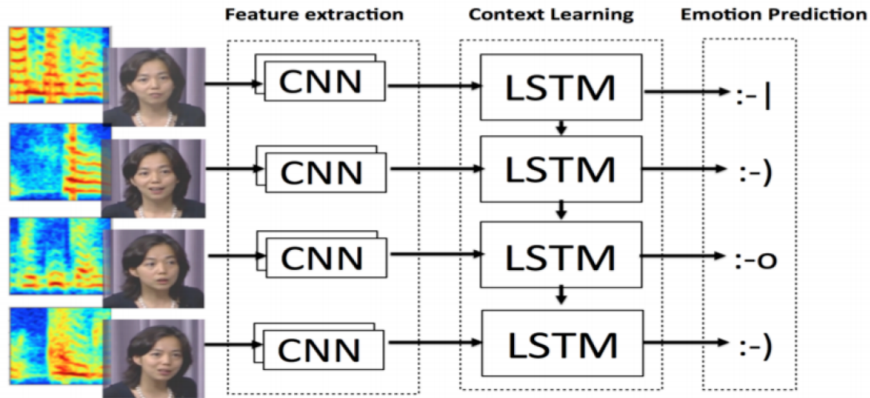 Feature extraction Context Learning Emotion Prediction
CNN LSTM :-|
CNN LSTM :-)
CNN LSTM :-o
CNN LSTM :-)